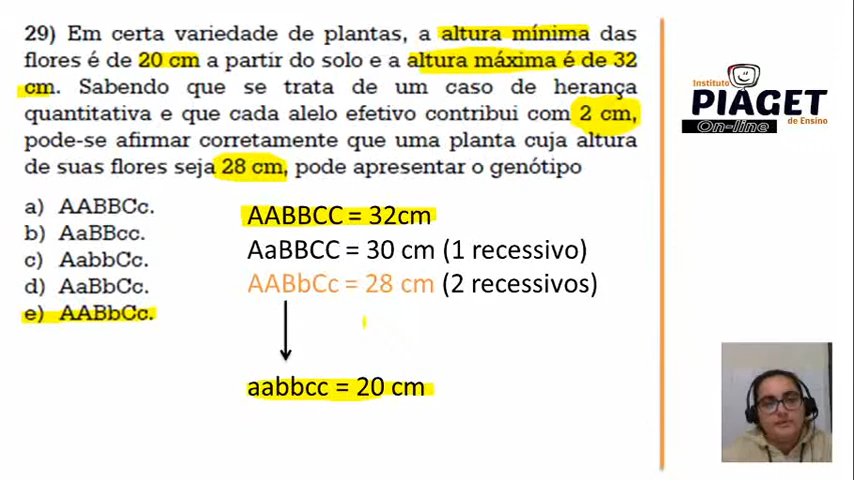 29) Em certa variedade de plantas, a altura mínima das
flores é de 20 cm a partir do solo e a altura máxima é de 32
cm. Sabendo que se trata de um caso de herança
quantitativa e que cada alelo efetivo contribui com 2 cm,
pode-se afirmar corretamente que uma planta cuja altura
de suas flores seja 28 cm, pode apresentar o genótipo
a) AABBCc.
b) AaBBcc.
c) AabbCc.
d) AaBbCc.
e) AABbCc.
AABBCC = 32cm
AaBBCC = 30 cm (1 recessivo)
AABbCc = 28 cm (2 recessivos)
aabbcc = 20 cm
Instituto
PIAGET
de Ensino
On-line